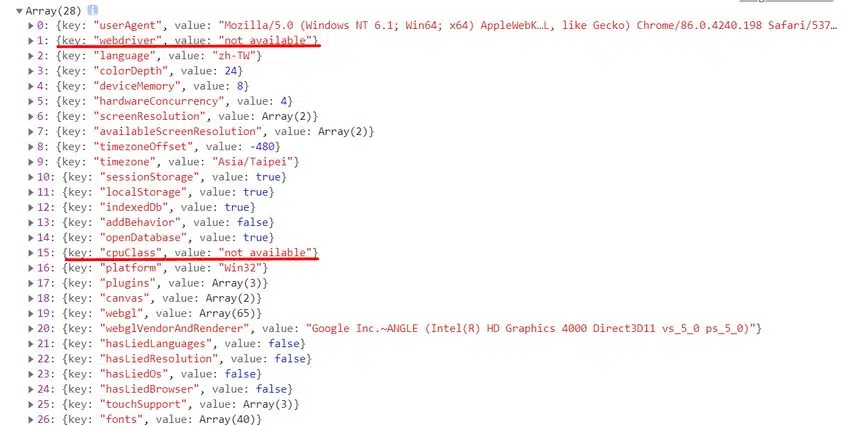 ▼ Array(28) i
▶ 0: {key: "userAgent", value: "Mozilla/5.0 (Windows NT 6.1; Win64; x64) AppleWebK…L, like Gecko) Chrome/86.0.4240.198 Safari/537…
▶ 1: {key: "webdriver", value: "not available"}
▶ 2: {key: "language", value: "zh-TW"}
▶ 3: {key: "colorDepth", value: 24}
▶ 4: {key: "deviceMemory", value: 8}
▶ 5: {key: "hardwareConcurrency", value: 4}
▶ 6: {key: "screenResolution", value: Array(2)}
▶ 7: {key: "availableScreenResolution", value: Array(2)}
▶ 8: {key: "timezoneOffset", value: -480}
▶ 9: {key: "timezone", value: "Asia/Taipei"}
▶ 10: {key: "sessionStorage", value: true}
▶ 11: {key: "localStorage", value: true}
▶ 12: {key: "indexedDb", value: true}
▶ 13: {key: "addBehavior", value: false}
▶ 14: {key: "openDatabase", value: true}
▶ 15: {key: "cpuClass", value: "not available"}
▶ 16: {key: "platform", value: "Win32"}
▶ 17: {key: "plugins", value: Array(3)}
▶ 18: {key: "canvas", value: Array(2)}
▶ 19: {key: "webgl", value: Array(65)}
▶ 20: {key: "webglVendorAndRenderer", value: "Google Inc.~ANGLE (Intel(R) HD Graphics 4000 Direct3D11 vs_5_0 ps_5_0)"}
▶ 21: {key: "hasLiedLanguages", value: false}
▶ 22: {key: "hasLiedResolution", value: false}
▶ 23: {key: "hasLiedOs", value: false}
▶ 24: {key: "hasLiedBrowser", value: false}
▶ 25: {key: "touchSupport", value: Array(3)}
▶ 26: {key: "fonts", value: Array(40)}